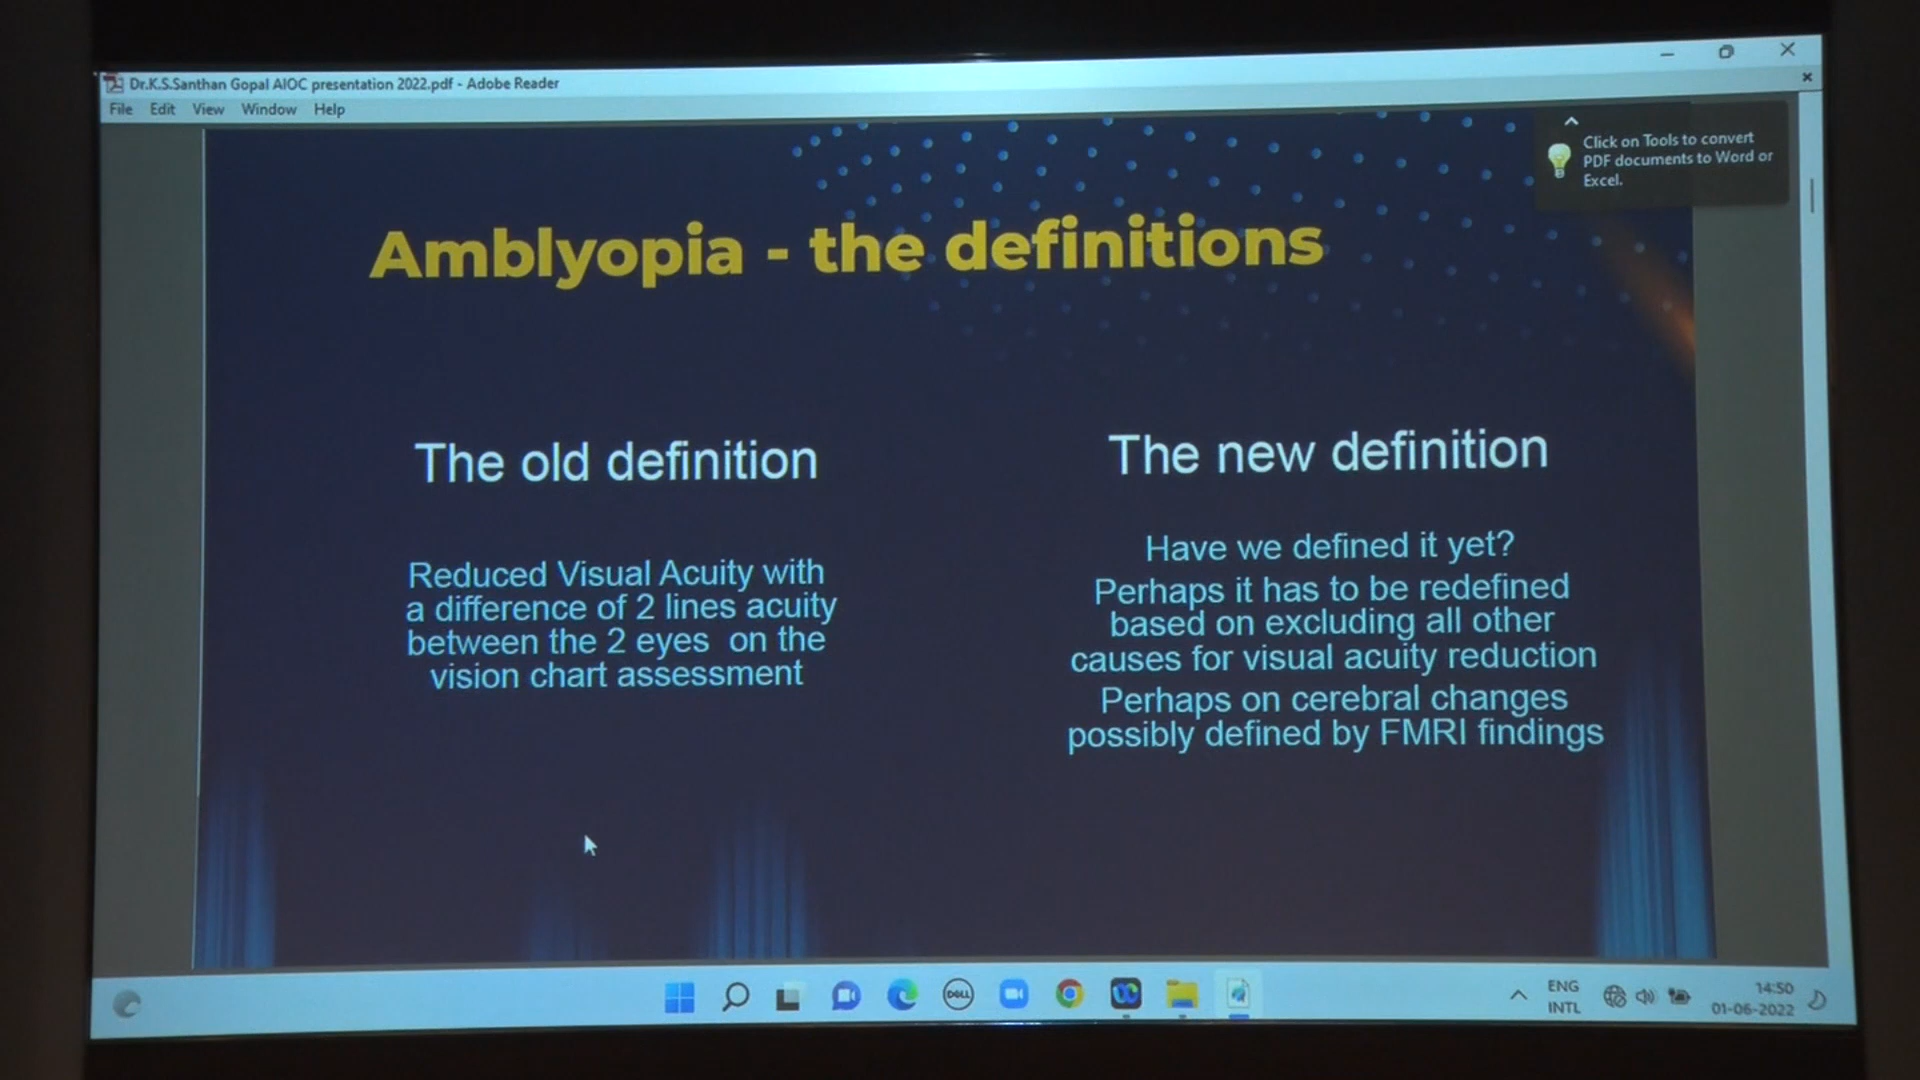 Dr.K.S.Santhan Gopal AIOC presentation 2022.pdf - Adobe Reader
File Edit View Window Help
Click on Tools to convert
PDF documents to Word or
Excel.
Amblyopia - the definitions
The old definition
Reduced Visual Acuity with
a difference of 2 lines acuity
between the 2 eyes on the
vision chart assessment
The new definition
Have we defined it yet?
Perhaps it has to be redefined
based on excluding all other
causes for visual acuity reduction
Perhaps on cerebral changes
possibly defined by FMRI findings
DELL
ENG
INTL
14:50
01-06-2022